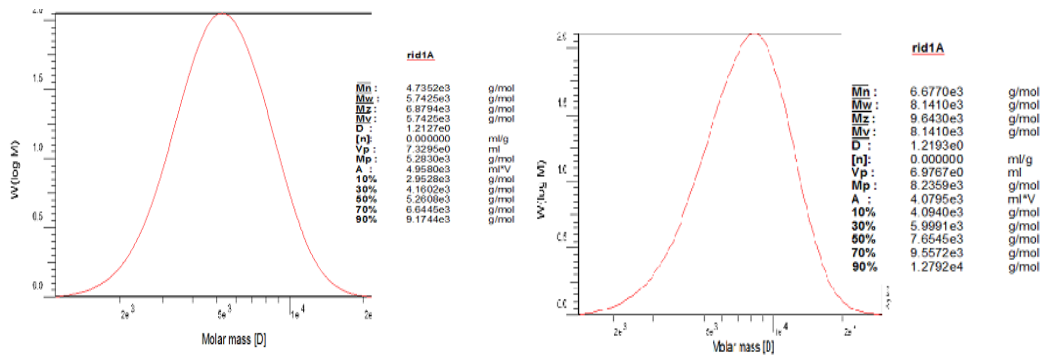 4.0
1.5
1.0
0.5
0.0
W(log M)
2e³
5e³
1e⁴
2e
Molar mass [D]
rid1A
Mn : 4.7352e3 g/mol
Mw : 5.7425e3 g/mol
Mz : 6.8794e3 g/mol
Mv : 5.7425e3 g/mol
D : 1.2127e0
[n]: 0.000000 ml/g
Vp : 7.3295e0 ml
Mp : 5.2830e3 g/mol
A : 4.9580e3 ml*V
10% 2.9528e3 g/mol
30% 4.1602e3 g/mol
50% 5.2608e3 g/mol
70% 6.6445e3 g/mol
90% 9.1744e3 g/mol
2.0
1.5
1.0
0.5
W(log M)
2e³
5e³
1e⁴
Molar mass [D]
rid1A
Mn : 6.6770e3 g/mol
Mw : 8.1410e3 g/mol
Mz : 9.6430e3 g/mol
Mv : 8.1410e3 g/mol
D : 1.2193e0
[n]: 0.000000 ml/g
Vp : 6.9767e0 ml
Mp : 8.2359e3 g/mol
A : 4.0795e3 ml*V
10% 4.0940e3 g/mol
30% 5.9991e3 g/mol
50% 7.6545e3 g/mol
70% 9.5572e3 g/mol
90% 1.2792e4 g/mol